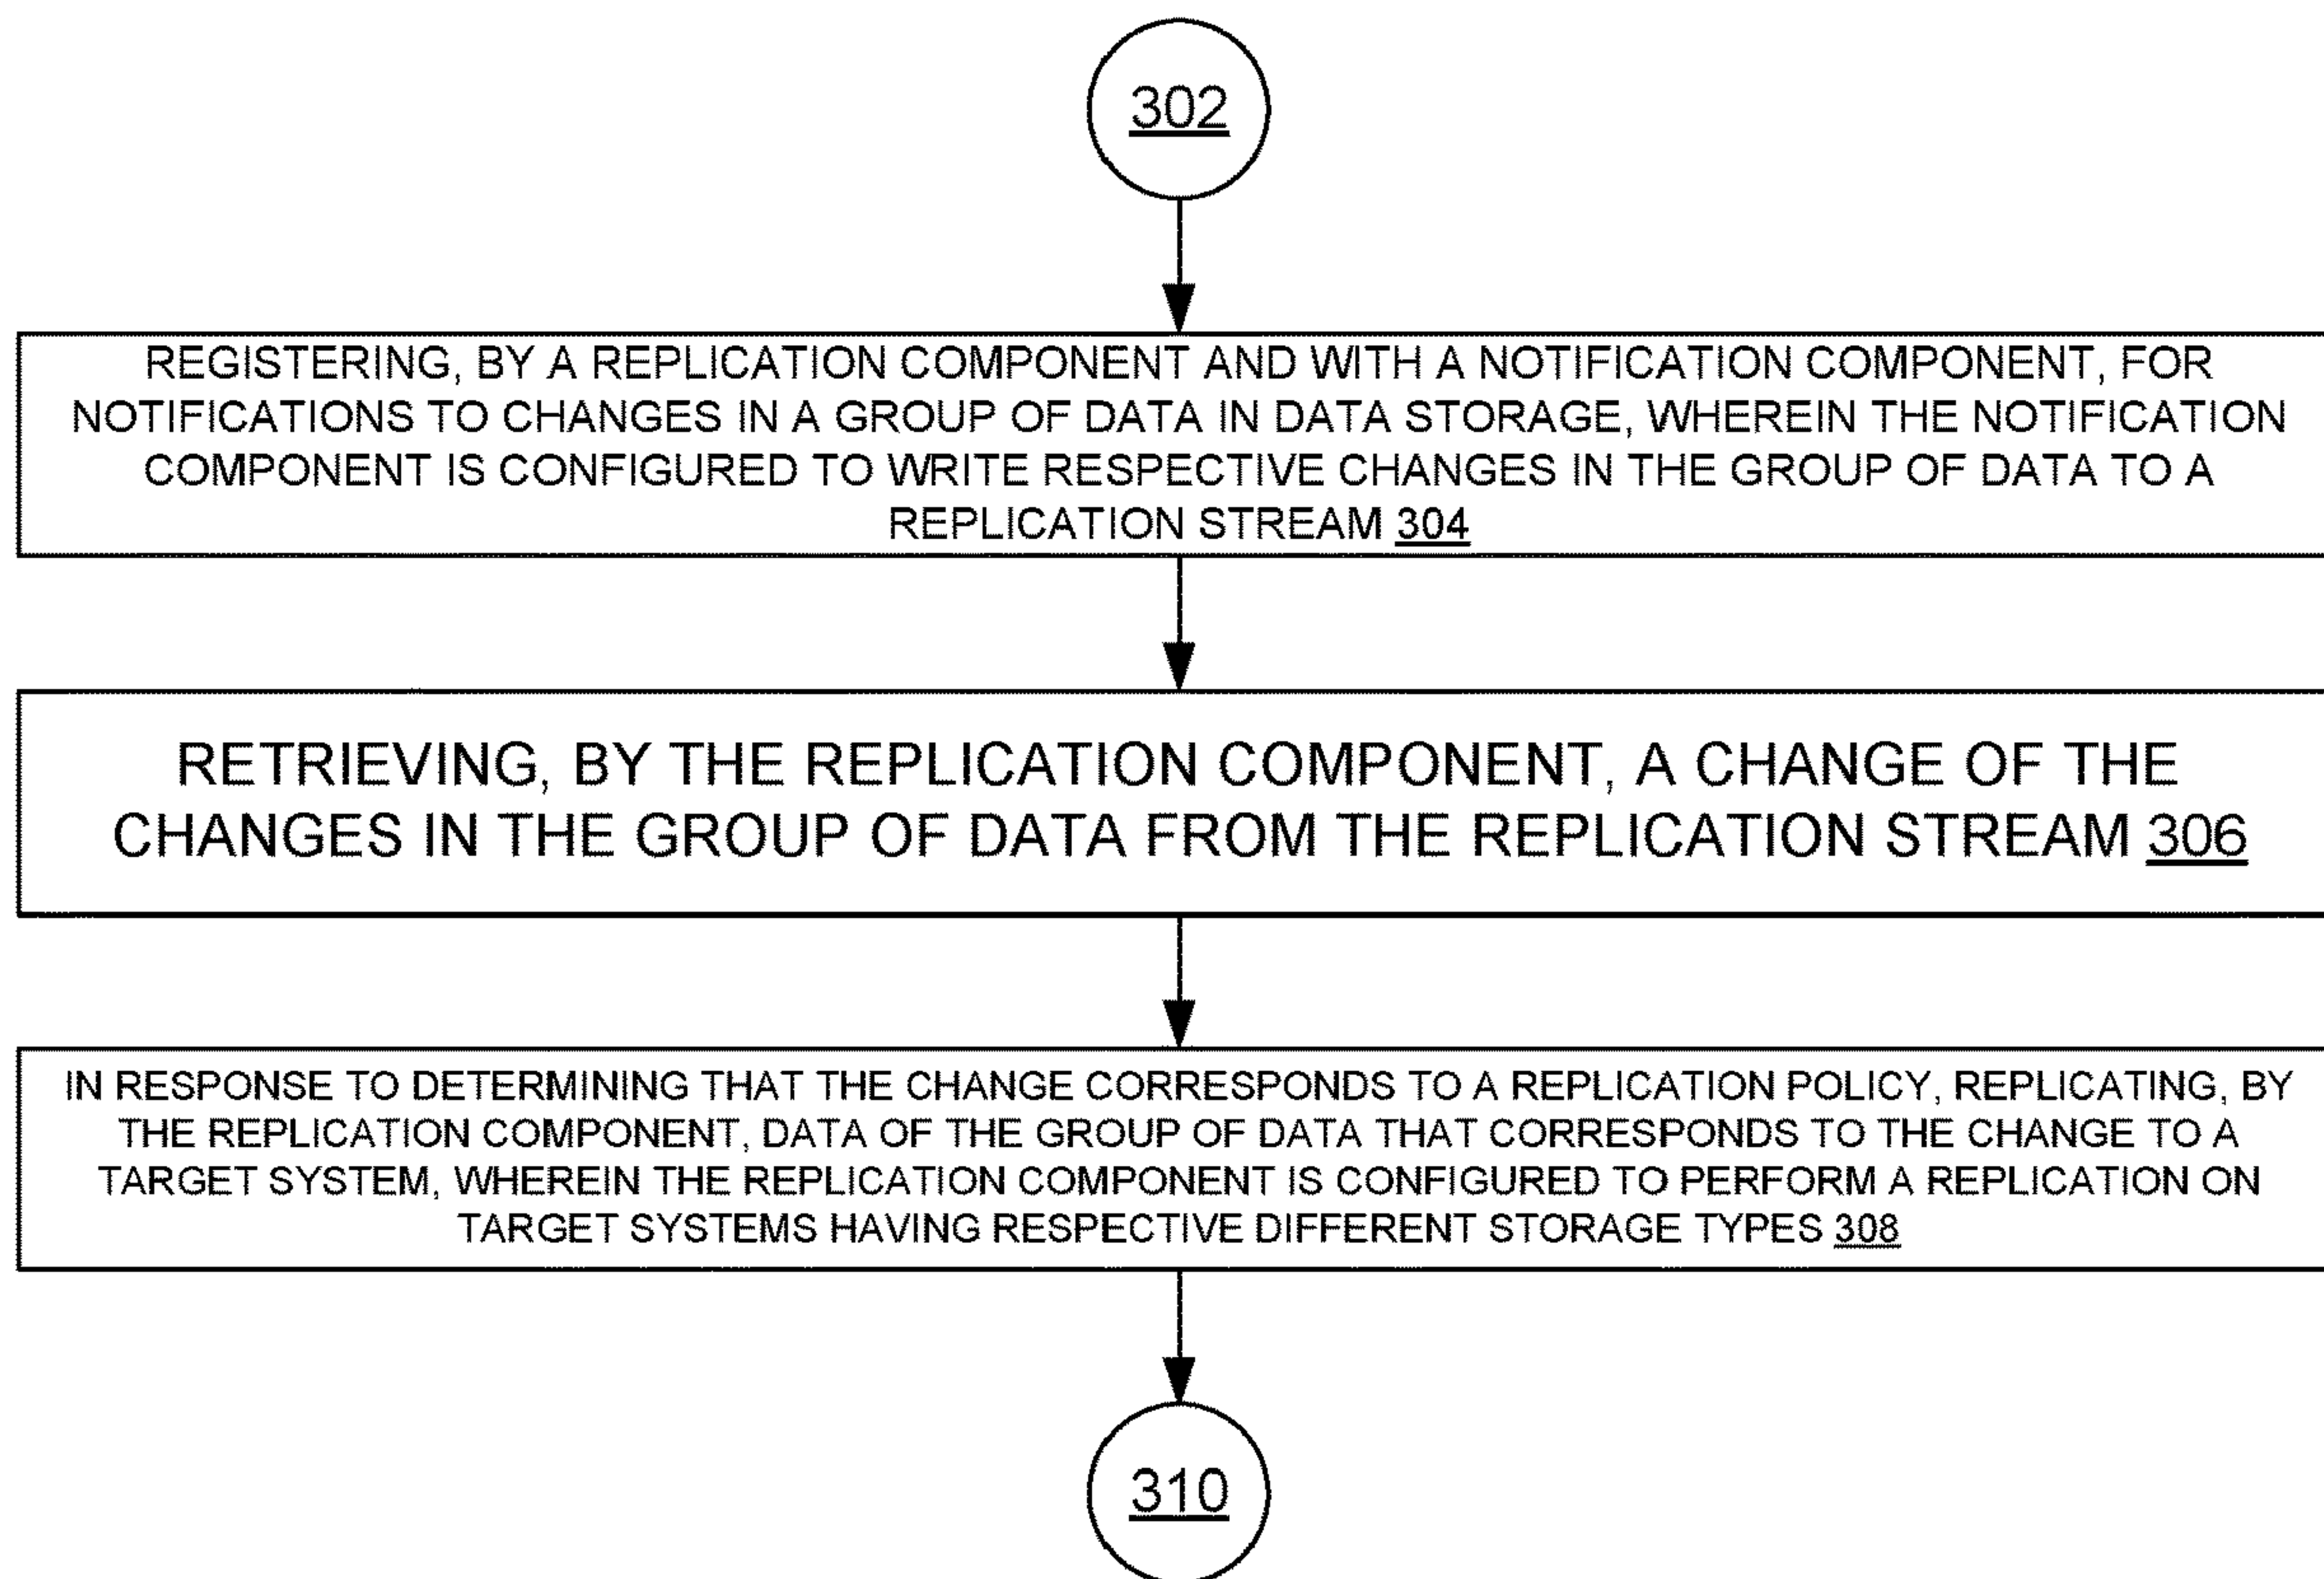 302
REGISTERING, BY A REPLICATION COMPONENT AND WITH A NOTIFICATION COMPONENT, FOR
NOTIFICATIONS TO CHANGES IN A GROUP OF DATA IN DATA STORAGE, WHEREIN THE NOTIFICATION
COMPONENT IS CONFIGURED TO WRITE RESPECTIVE CHANGES IN THE GROUP OF DATA TO A
REPLICATION STREAM 304
RETRIEVING, BY THE REPLICATION COMPONENT, A CHANGE OF THE
CHANGES IN THE GROUP OF DATA FROM THE REPLICATION STREAM 306
IN RESPONSE TO DETERMINING THAT THE CHANGE CORRESPONDS TO A REPLICATION POLICY, REPLICATING, BY
THE REPLICATION COMPONENT, DATA OF THE GROUP OF DATA THAT CORRESPONDS TO THE CHANGE TO A
TARGET SYSTEM, WHEREIN THE REPLICATION COMPONENT IS CONFIGURED TO PERFORM A REPLICATION ON
TARGET SYSTEMS HAVING RESPECTIVE DIFFERENT STORAGE TYPES 308
310